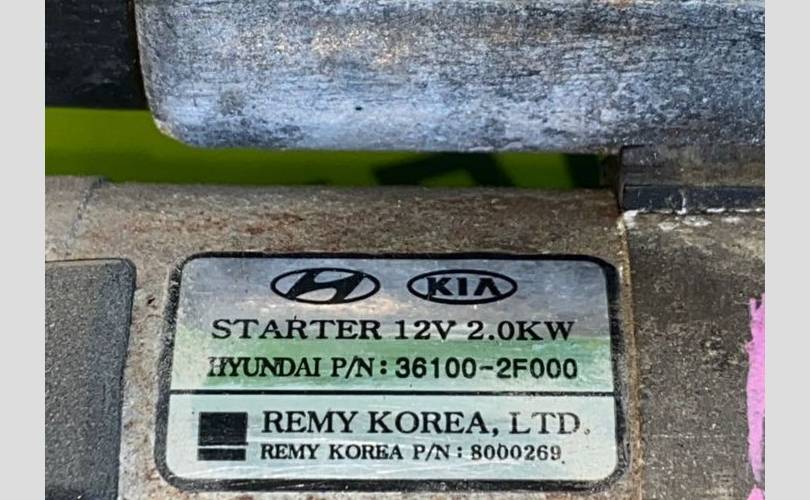 KIA
STARTER 12V 2.0KW
HYUNDAI P/N: 36100-2F000
REMY KOREA, LTD.
REMY KOREA P/N : 8000269